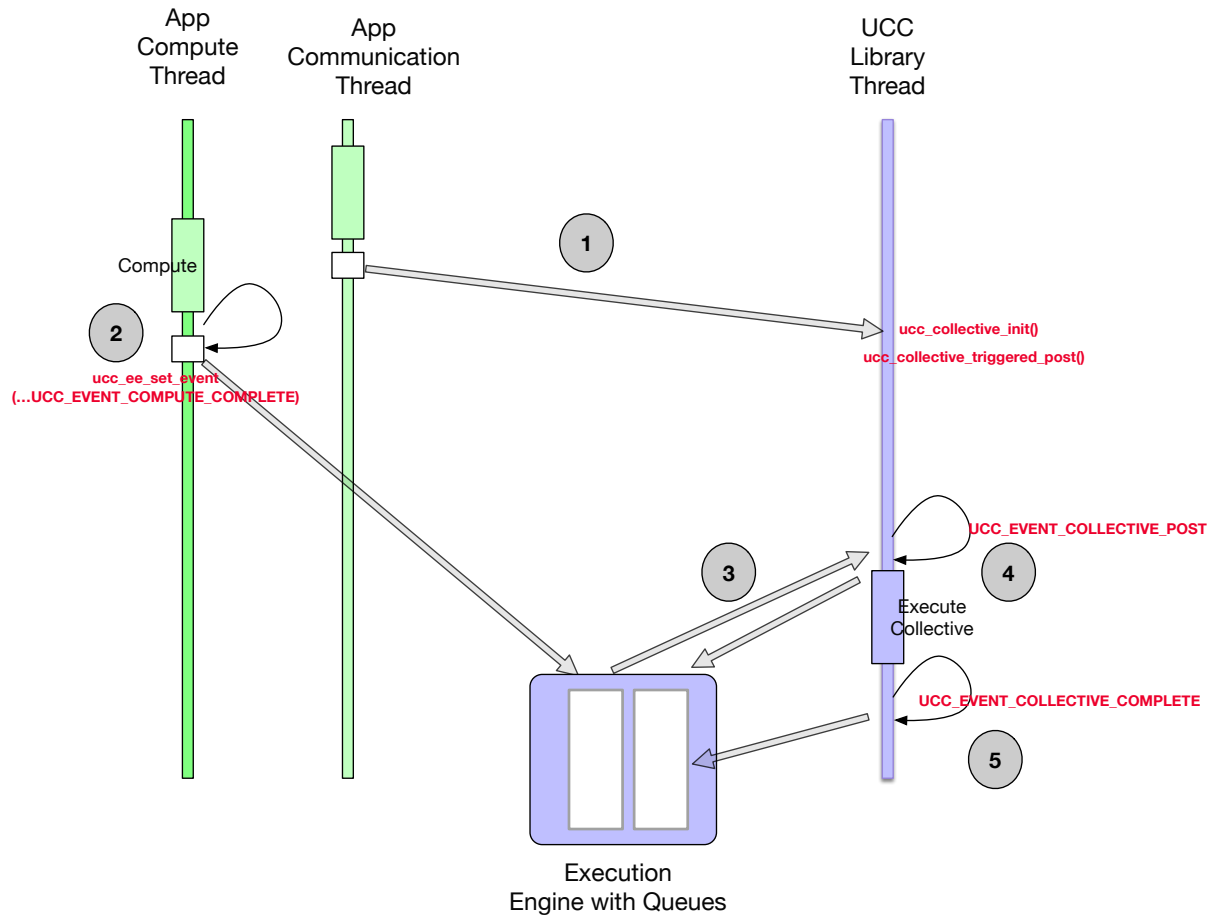 App
Compute
Thread
App
Communication
Thread
UCC
Library
Thread
1
Compute
2
ucc_collective_init()
ucc_collective_triggered_post()
ucc_ee_set_event
(...UCC_EVENT_COMPUTE_COMPLETE)
UCC_EVENT_COLLECTIVE_POST
3
4
Execute
Collective
UCC_EVENT_COLLECTIVE_COMPLETE
5
Execution
Engine with Queues